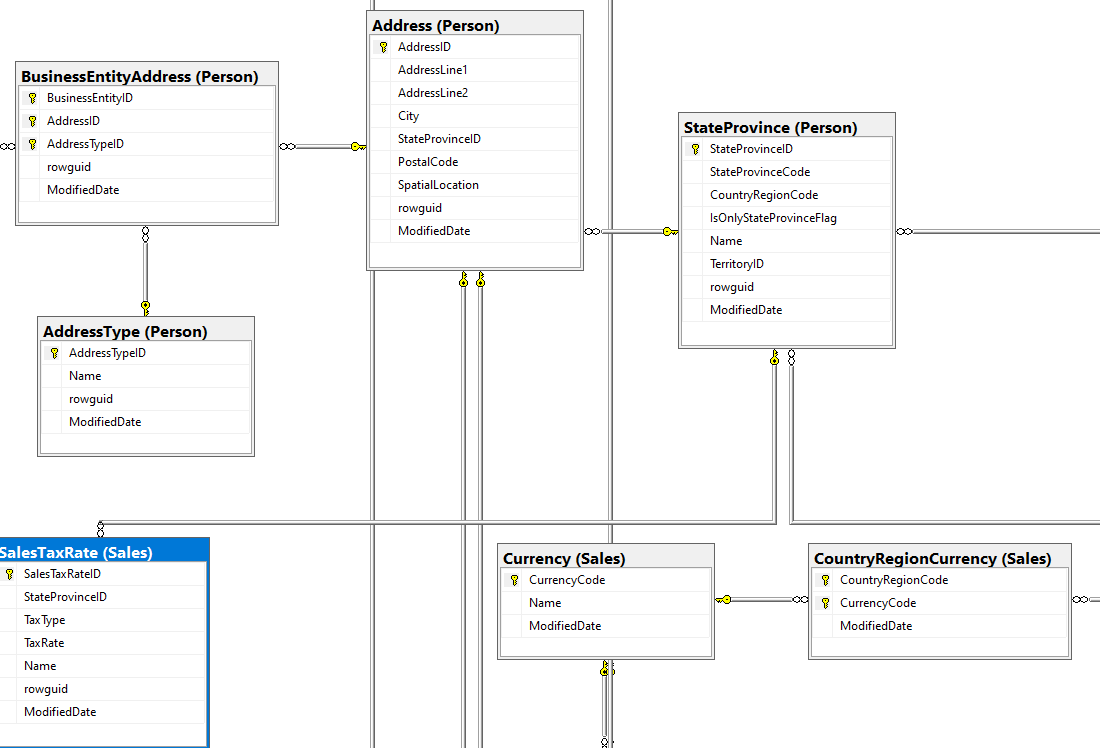 Address (Person)
AddressID
AddressLine1
AddressLine2
City
StateProvinceID
PostalCode
SpatialLocation
rowguid
ModifiedDate
BusinessEntityAddress (Person)
BusinessEntityID
AddressID
AddressTypeID
rowguid
ModifiedDate
StateProvince (Person)
StateProvinceID
StateProvinceCode
CountryRegionCode
IsOnlyStateProvinceFlag
Name
TerritoryID
rowguid
ModifiedDate
AddressType (Person)
AddressTypeID
Name
rowguid
ModifiedDate
SalesTaxRate (Sales)
SalesTaxRateID
StateProvinceID
TaxType
TaxRate
Name
rowguid
ModifiedDate
Currency (Sales)
CurrencyCode
Name
ModifiedDate
CountryRegionCurrency (Sales)
CountryRegionCode
CurrencyCode
ModifiedDate